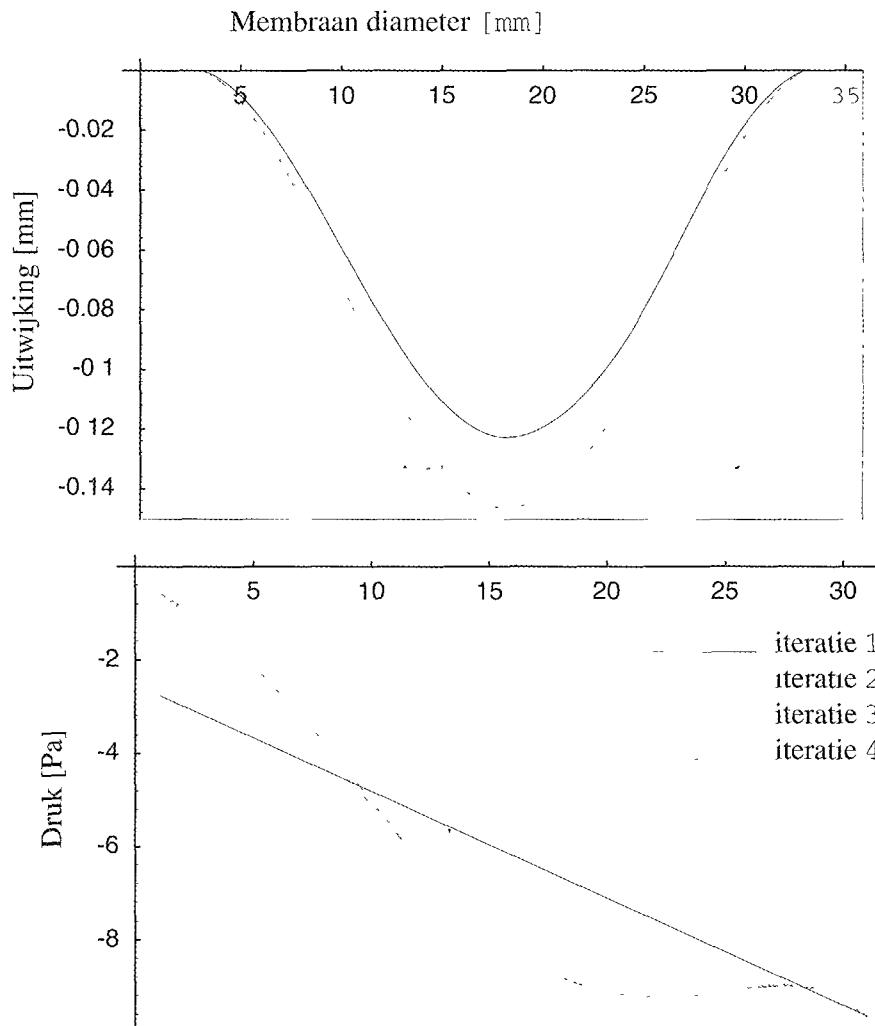 Membraan diameter [mm]
5 10 15 20 25 30 35
-0.02
-0 04
-0 06
-0.08
-0 1
-0 12
-0.14
Uitwijking [mm]
5 10 15 20 25 30
-2
-4
-6
-8
Druk [Pa]
iteratie 1
iteratie 2
iteratie 3
iteratie 4